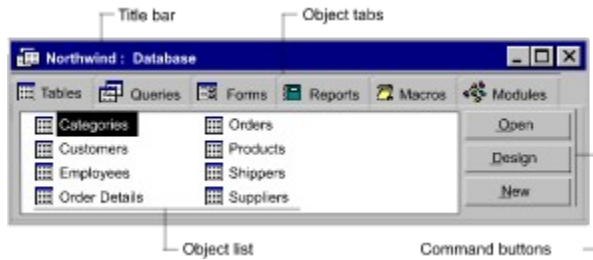 Title bar Object tabs
Northwind : Database
Tables Queries Forms Reports Macros Modules
Categories Orders Open
Customers Products
Employees Shippers Design
Order Details Suppliers New
Object list Command buttons